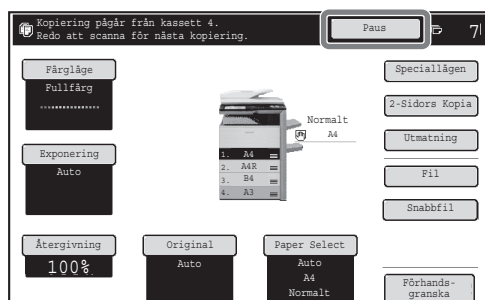 Kopiering pågår från kassett 4.
Redo att scanna för nästa kopiering.
Paus
7
Färgläge
Fullfärg
Exponering
Auto
Återgivning
100%
Original
Auto
Paper Select
Auto
A4
Normalt
Normalt
A4
1. A4
2. A4R
3. B4
4. A3
Speciallägen
2-Sidors Kopia
Utmatning
Fil
Snabbfil
Förhands-
granska